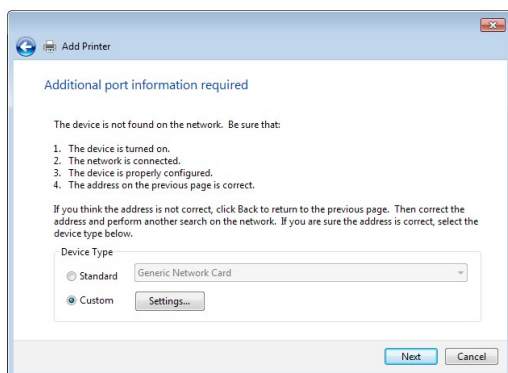 Add Printer
Additional port information required
The device is not found on the network. Be sure that:
1. The device is turned on.
2. The network is connected.
3. The device is properly configured.
4. The address on the previous page is correct.
If you think the address is not correct, click Back to return to the previous page. Then correct the
address and perform another search on the network. If you are sure the address is correct, select the
device type below.
Device Type
Standard Generic Network Card
Custom Settings...
Next Cancel